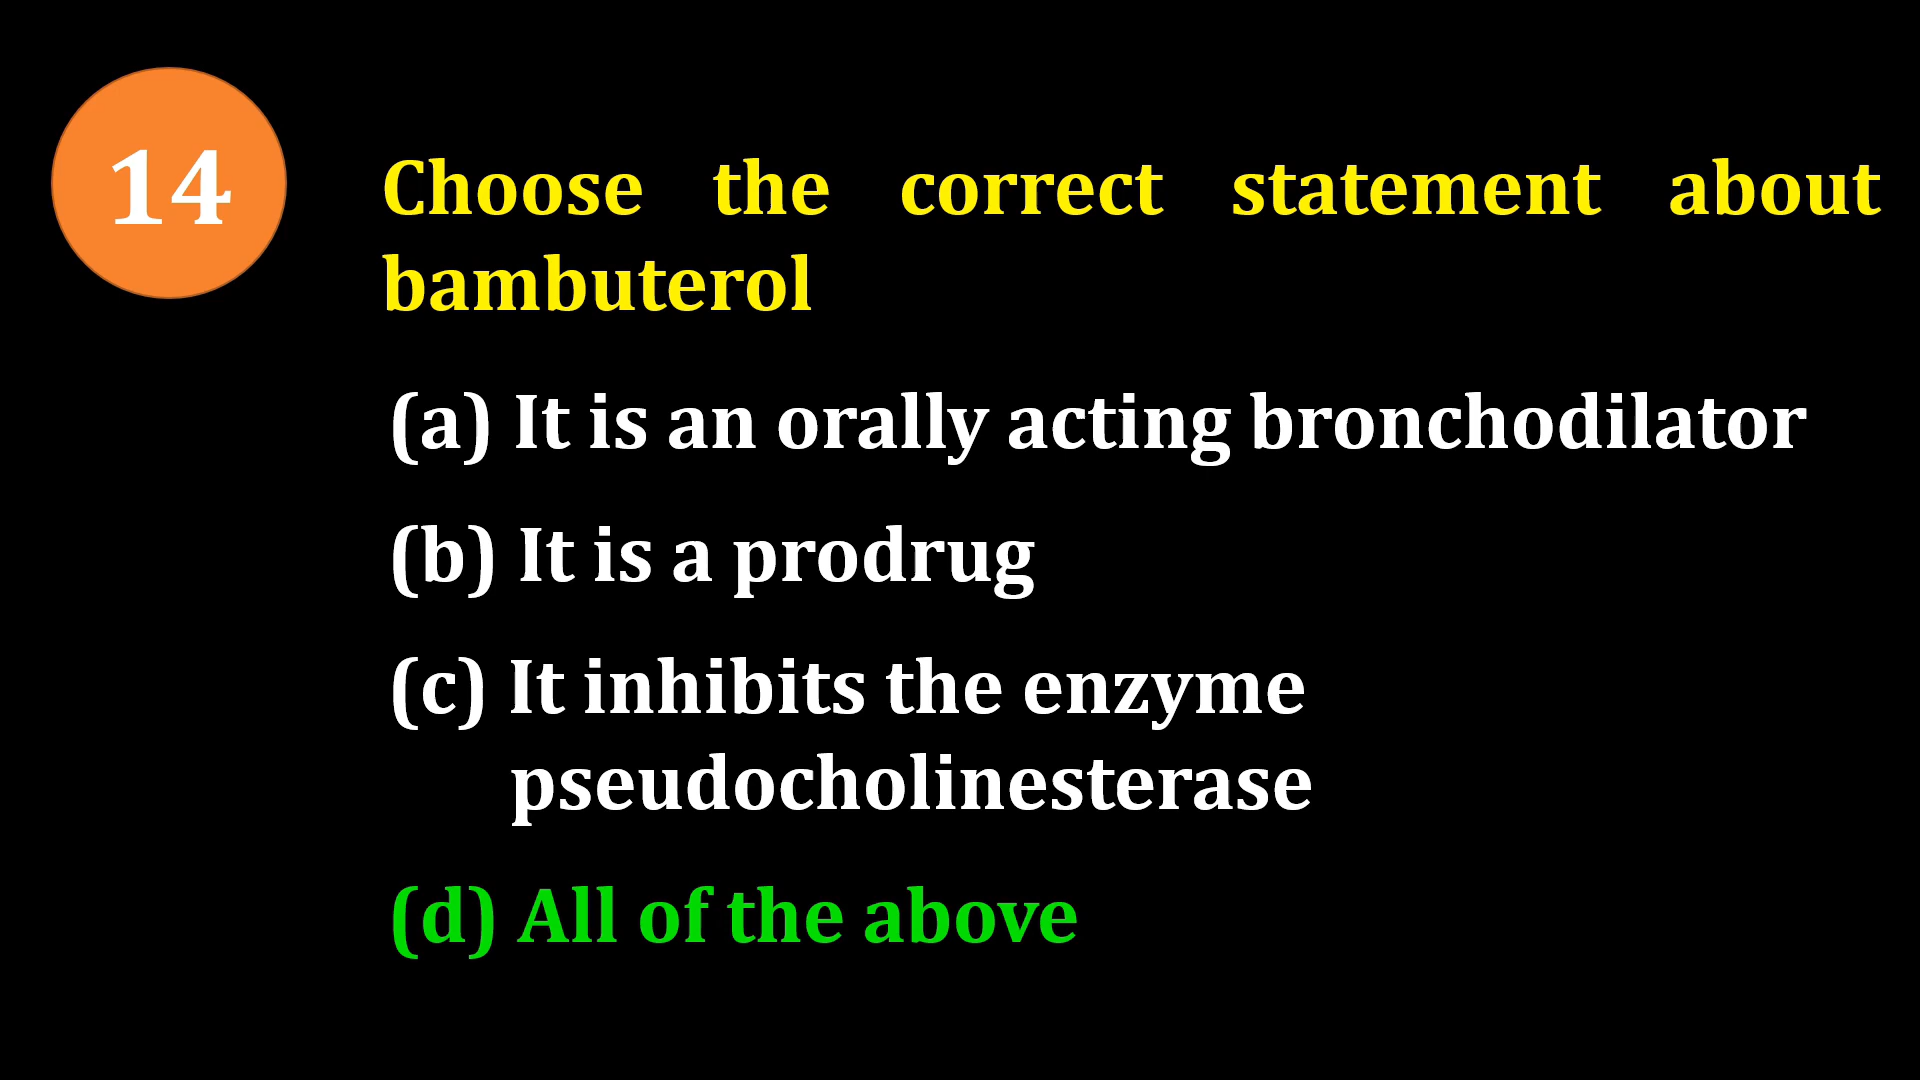 14
Choose the correct statement about
bambuterol
(a) It is an orally acting bronchodilator
(b) It is a prodrug
(c) It inhibits the enzyme
pseudocholinesterase
(d) All of the above